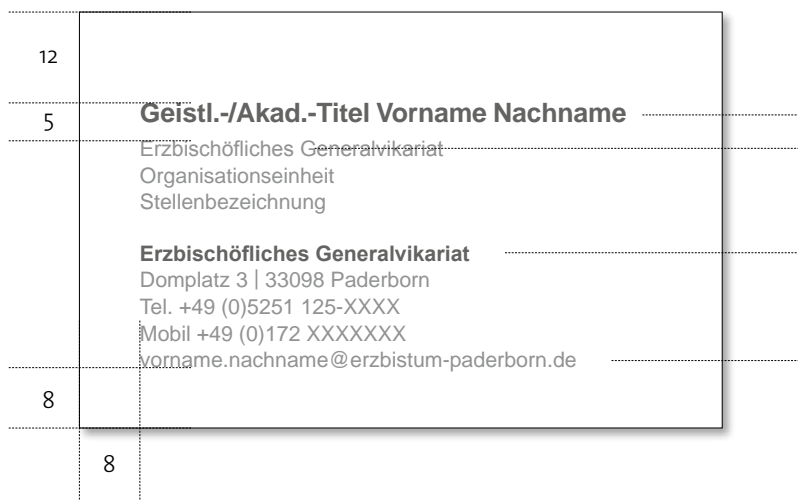 12
Geistl.-/Akad.-Titel Vorname Nachname
5
Erzbischöfliches Generalvikariat
Organisationseinheit
Stellenbezeichnung
Erzbischöfliches Generalvikariat
Domplatz 3 | 33098 Paderborn
Tel. +49 (0)5251 125-XXXX
Mobil +49 (0)172 XXXXXXX
vorname.nachname@erzbistum-paderborn.de
8
8